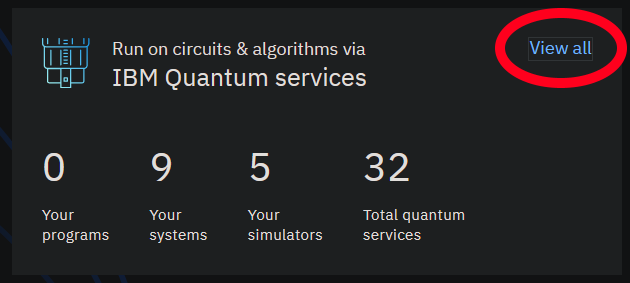 Run on circuits & algorithms via
IBM Quantum services
View all
0
Your
programs
9
Your
systems
5
Your
simulators
32
Total quantum
services